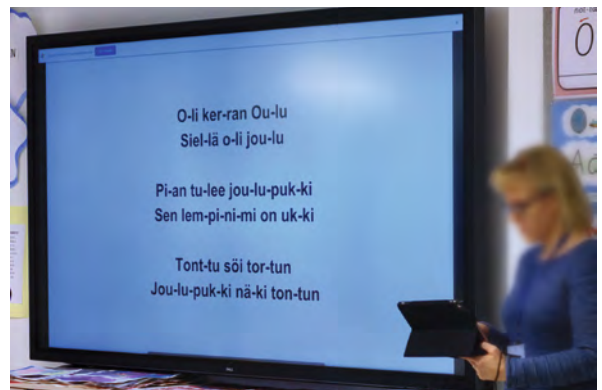 O-li ker-ran Ou-lu
Siel-lä o-li jou-lu
Pi-an tu-lee jou-lu-puk-ki
Sen lem-pi-ni-mi on uk-ki
Tont-tu söi tor-tun
Jou-lu-puk-ki nä-ki ton-tun
Ö